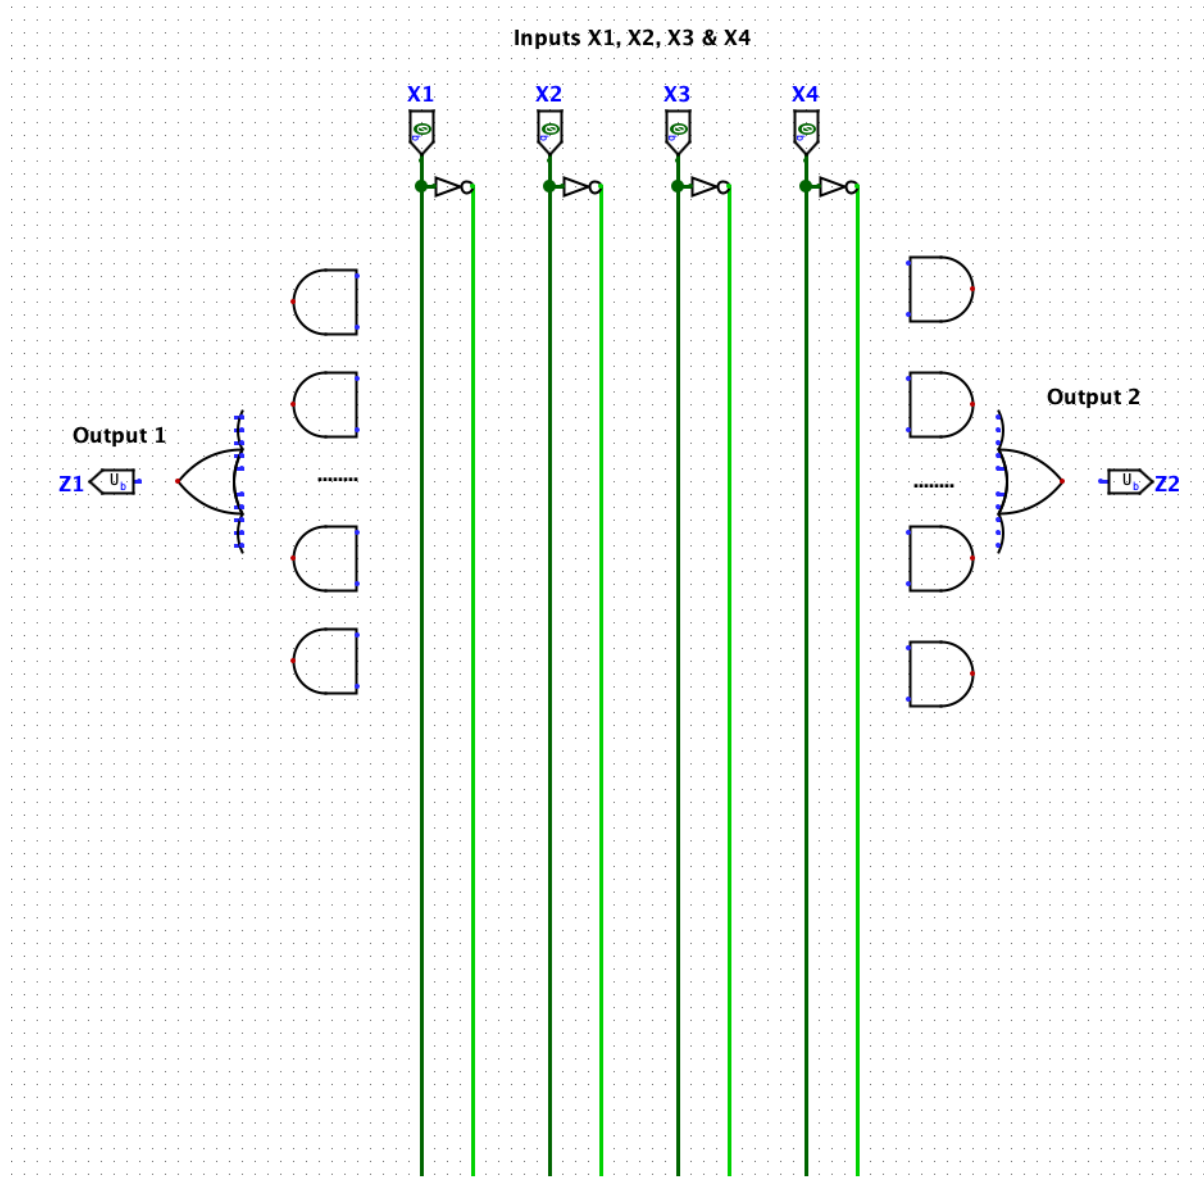 Inputs X1, X2, X3 & X4
X1 X2 X3 X4
Output 2
Output 1
Z1 U b
U b Z2